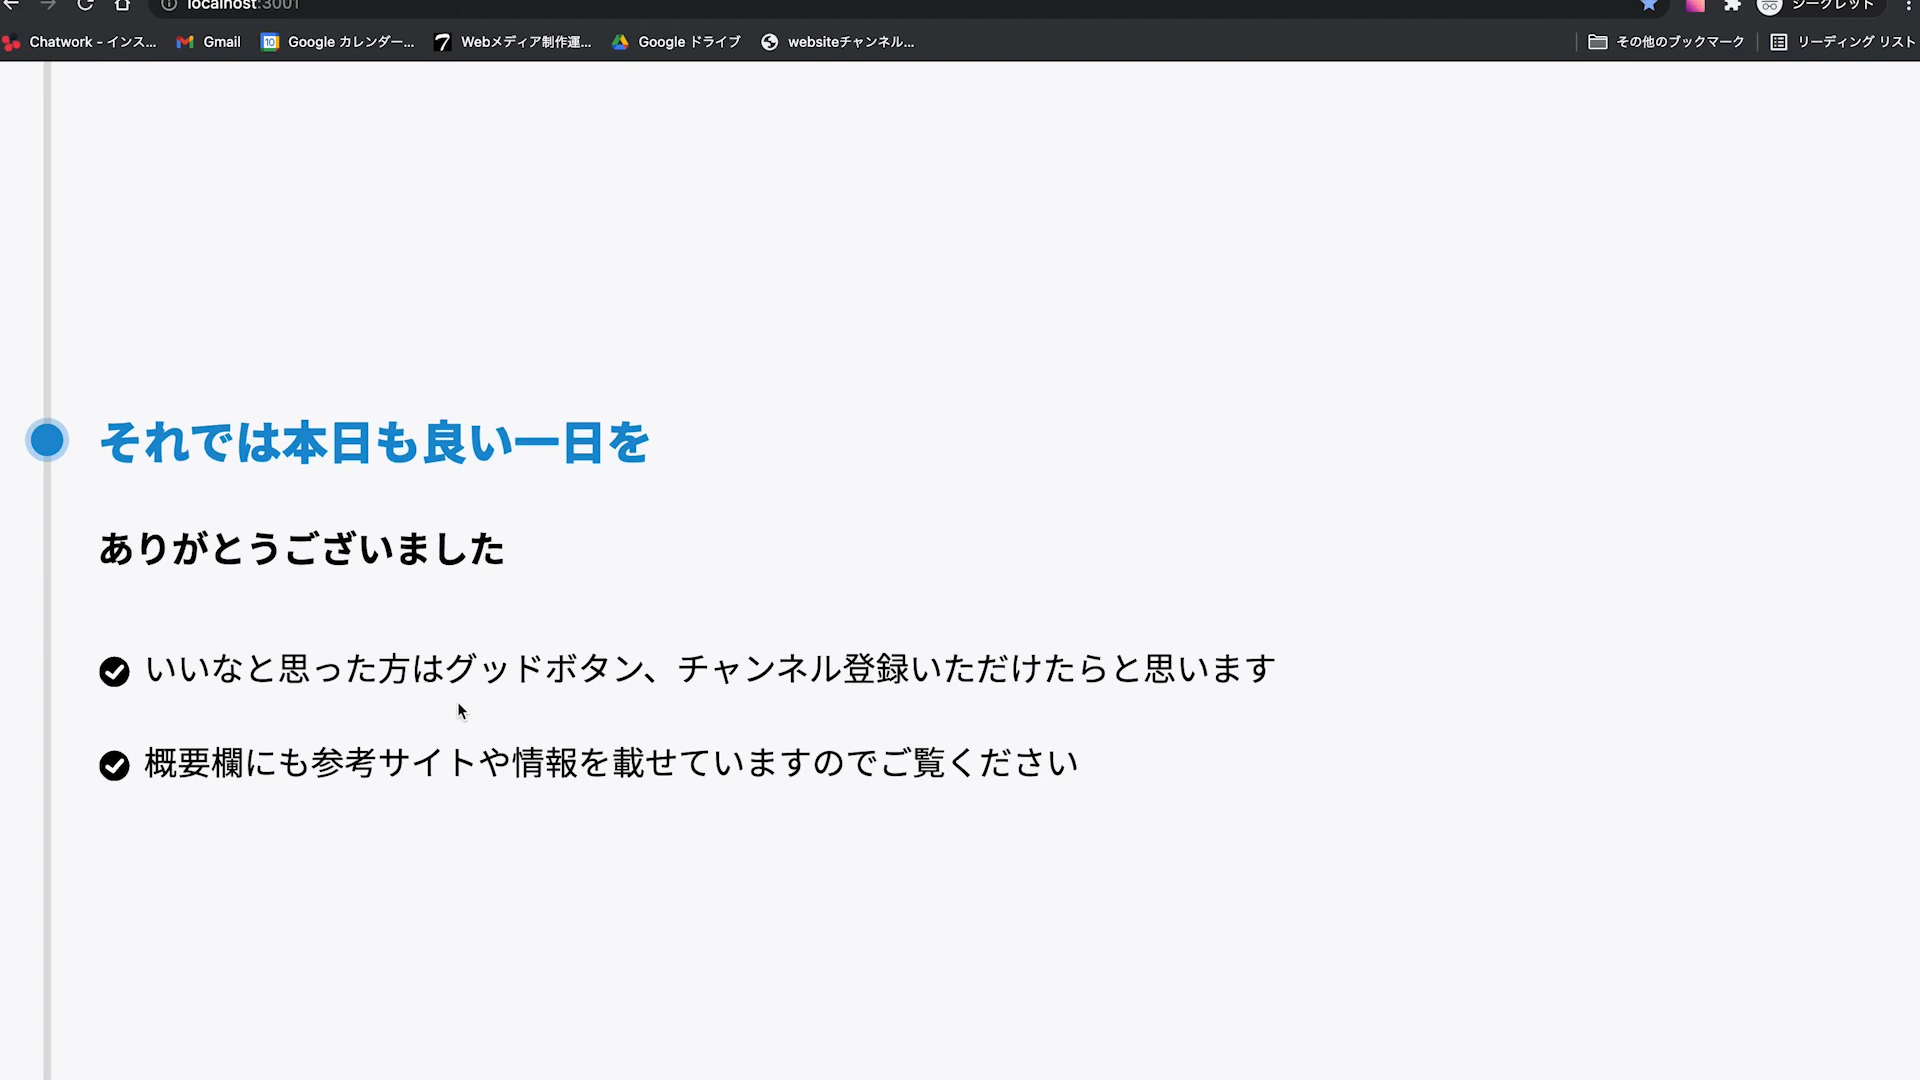 localhost:3001
シークレット
Chatwork - インス...
Gmail
Google カレンダー...
Webメディア制作運...
Google ドライブ
websiteチャンネル...
その他のブックマーク
リーディング リスト
それでは本日も良い一日を
ありがとうございました
いいなと思った方はグッドボタン、チャンネル登録いただけたらと思います
概要欄にも参考サイトや情報を載せていますのでご覧ください